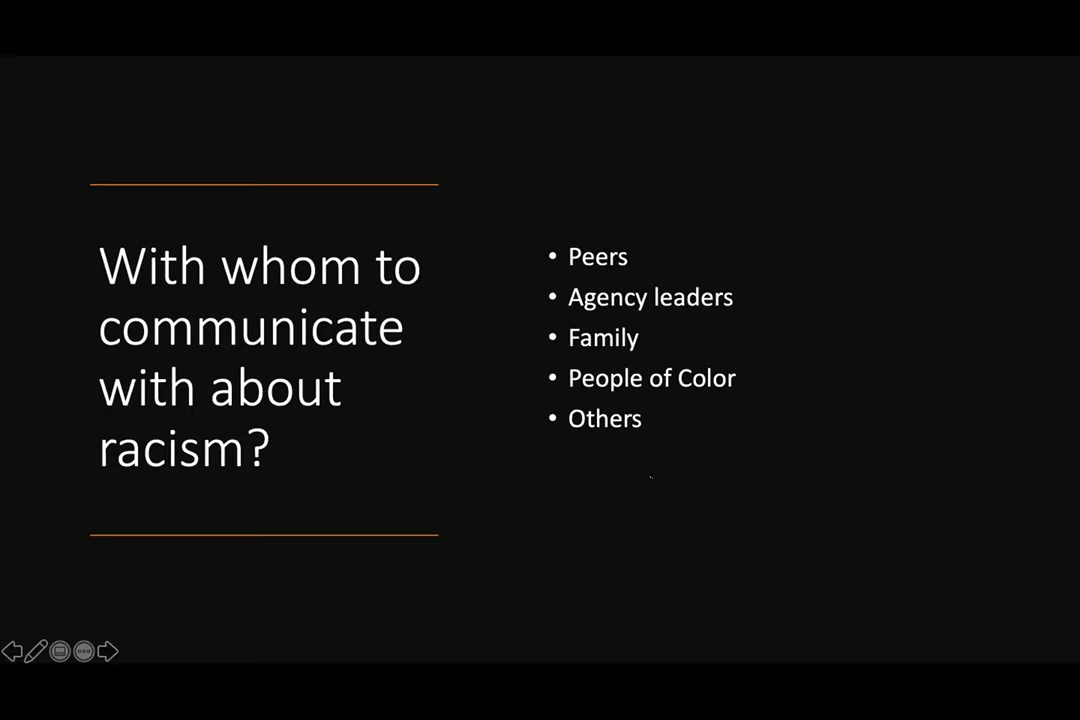 With whom to
communicate
with about
racism?
• Peers
• Agency leaders
• Family
• People of Color
• Others